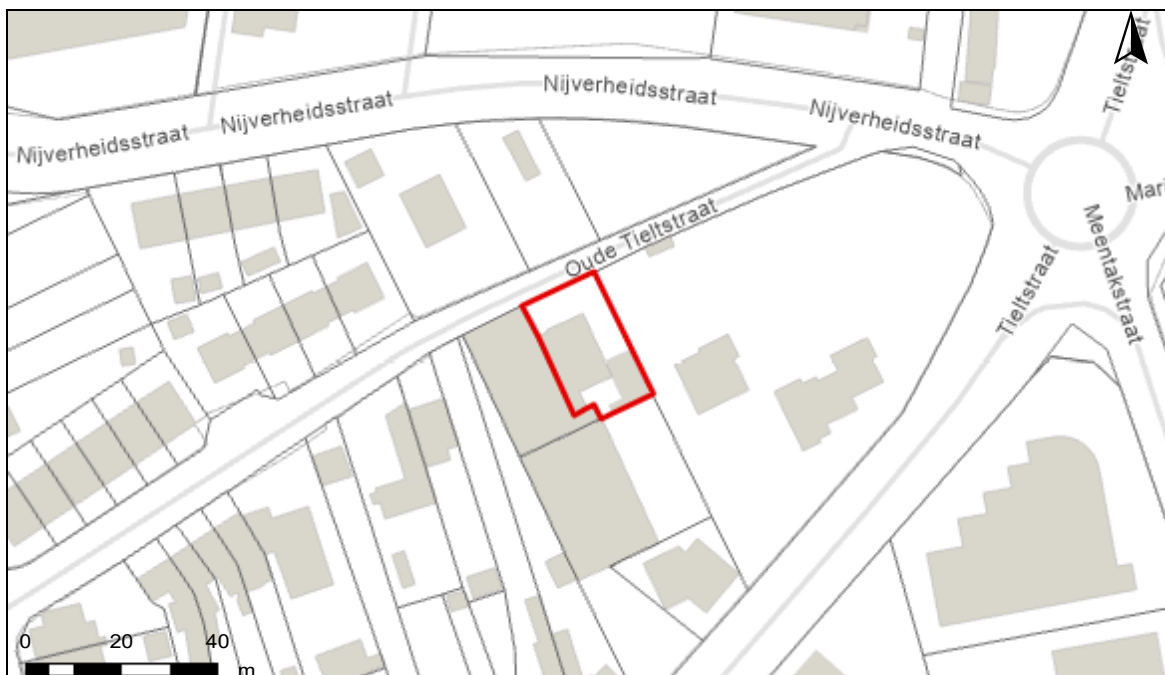 Nijverheidsstraat
Nijverheidsstraat
Nijverheidsstraat
Nijverheidsstraat
Tieltstraat
Mari
Meentakstraat
Oude Tieltstraat
Tieltstraat
0 20 40
m